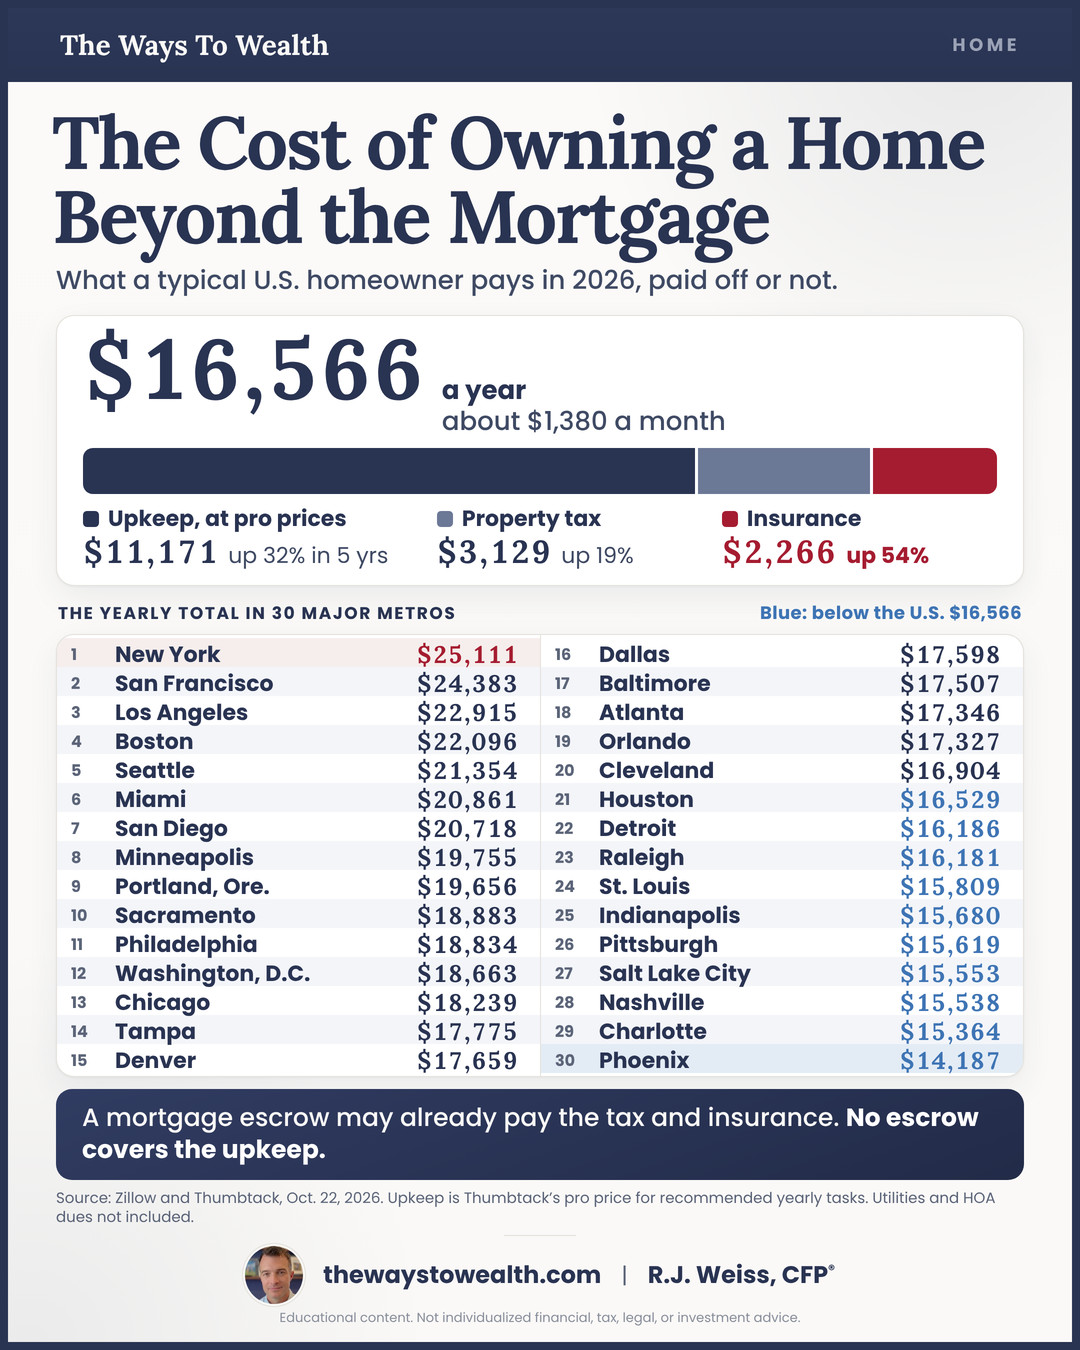 The Ways To Wealth
HOME
The Cost of Owning a Home
Beyond the Mortgage
What a typical U.S. homeowner pays in 2026, paid off or not.
$16,566 a year
about $1,380 a month
Upkeep, at pro prices
$11,171 up 32% in 5 yrs
Property tax
$3,129 up 19%
Insurance
$2,266 up 54%
THE YEARLY TOTAL IN 30 MAJOR METROS
Blue: below the U.S. $16,566
1 New York $25,111
2 San Francisco $24,383
3 Los Angeles $22,915
4 Boston $22,096
5 Seattle $21,354
6 Miami $20,861
7 San Diego $20,718
8 Minneapolis $19,755
9 Portland, Ore. $19,656
10 Sacramento $18,883
11 Philadelphia $18,834
12 Washington, D.C. $18,663
13 Chicago $18,239
14 Tampa $17,775
15 Denver $17,659
16 Dallas $17,598
17 Baltimore $17,507
18 Atlanta $17,346
19 Orlando $17,327
20 Cleveland $16,904
21 Houston $16,529
22 Detroit $16,186
23 Raleigh $16,181
24 St. Louis $15,809
25 Indianapolis $15,680
26 Pittsburgh $15,619
27 Salt Lake City $15,553
28 Nashville $15,538
29 Charlotte $15,364
30 Phoenix $14,187
A mortgage escrow may already pay the tax and insurance. No escrow
covers the upkeep.
Source: Zillow and Thumbtack, Oct. 22, 2026. Upkeep is Thumbtack’s pro price for recommended yearly tasks. Utilities and HOA
dues not included.
thewaystowealth.com | R.J. Weiss, CFP®
Educational content. Not individualized financial, tax, legal, or investment advice.